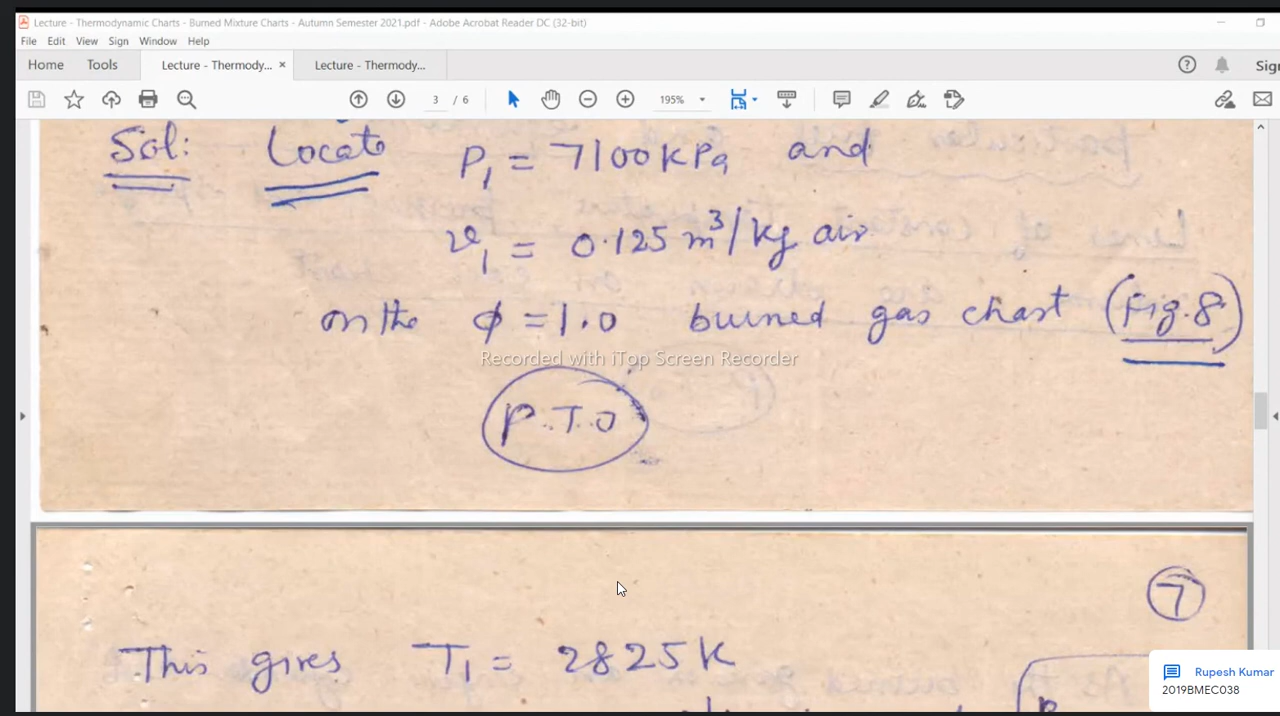 Lecture - Thermodynamic Charts - Burned Mixture Charts - Autumn Semester 2021.pdf - Adobe Acrobat Reader DC (32-bit)
File Edit View Sign Window Help
Home Tools Lecture - Thermody... × Lecture - Thermody... Sign
3 / 6 195%
Sol: Locate P₁ = 7100 kPa and
v₁ = 0.125 m³/kg air
on the ϕ = 1.0 burned gas chart (Fig. 8)
Recorded with iTop Screen Recorder
P.T.O
7
This gives T₁ = 2825 K
Rupesh Kumar
2019BMEC038